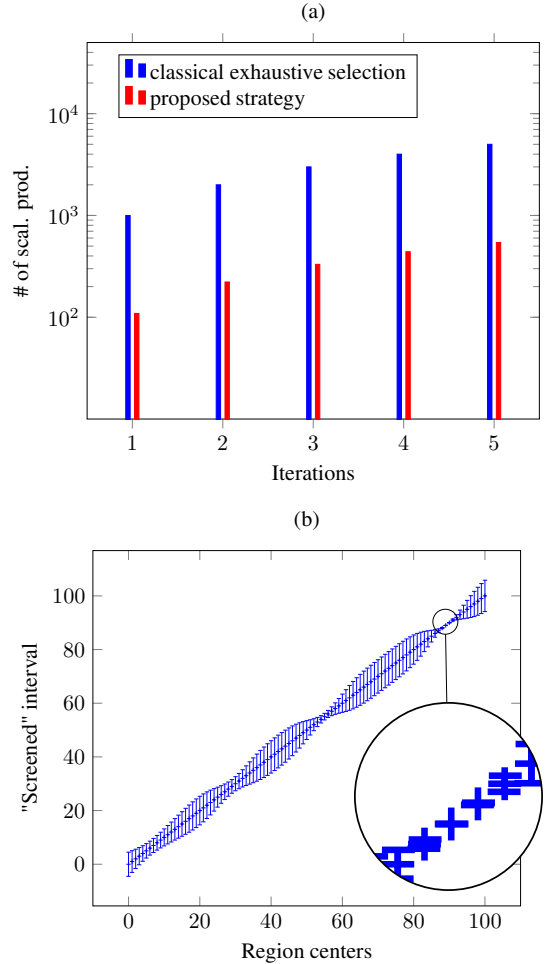 (a)
classical exhaustive selection
proposed strategy
10^4
10^3
10^2
# of scal. prod.
1 2 3 4 5
Iterations
(b)
100
80
60
40
20
0
"Screened" interval
0 20 40 60 80 100
Region centers